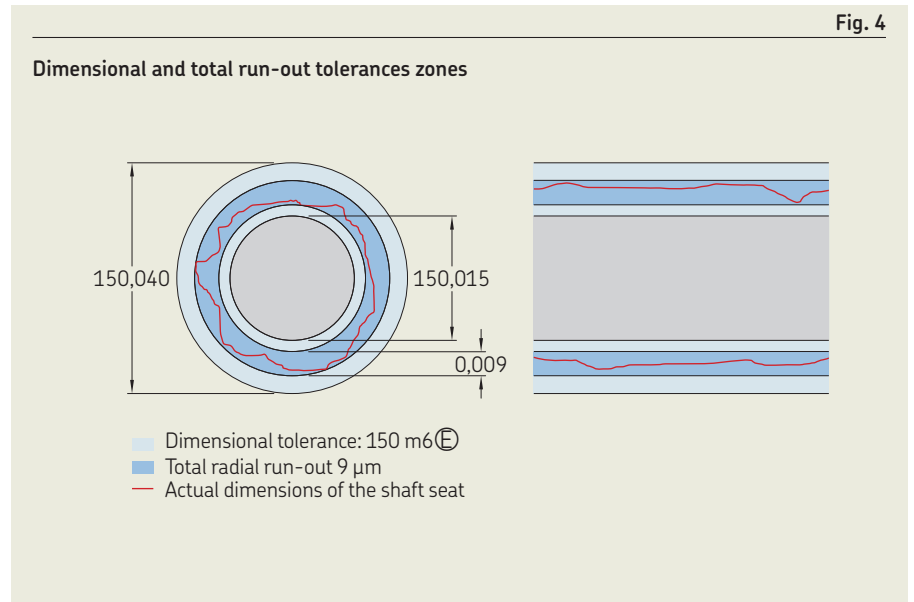 Fig. 4
Dimensional and total run-out tolerances zones
150,040
150,015
0,009
Dimensional tolerance: 150 m6Ⓔ
Total radial run-out 9 μm
Actual dimensions of the shaft seat